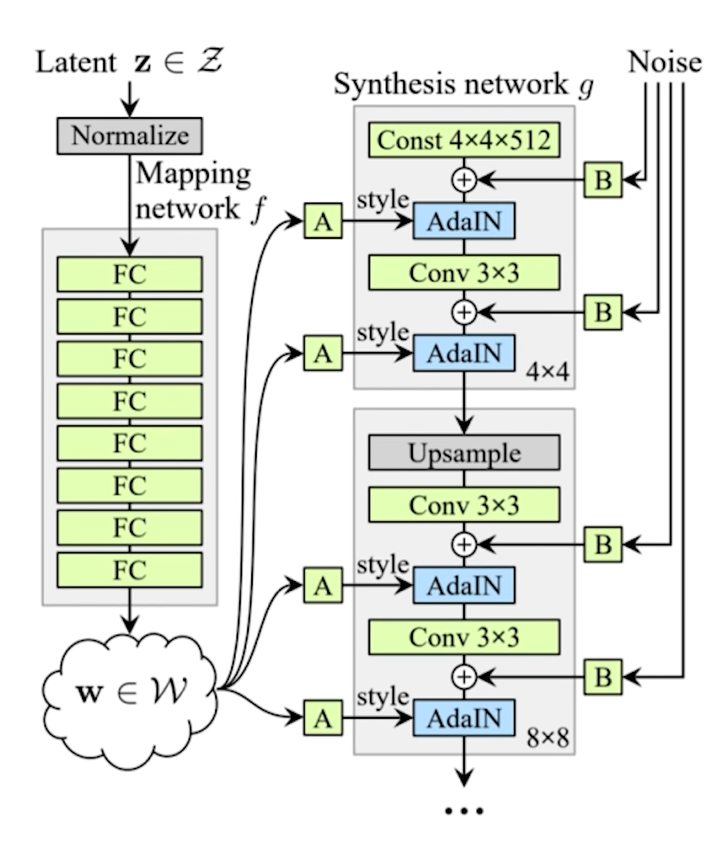 Latent z ∈ 𝒵
Normalize
Mapping
network f
FC
FC
FC
FC
FC
FC
FC
FC
w ∈ 𝒲
Synthesis network g
Noise
Const 4×4×512
B
A
style
AdaIN
Conv 3×3
B
A
style
AdaIN
4×4
Upsample
Conv 3×3
B
A
style
AdaIN
Conv 3×3
B
A
style
AdaIN
8×8
...